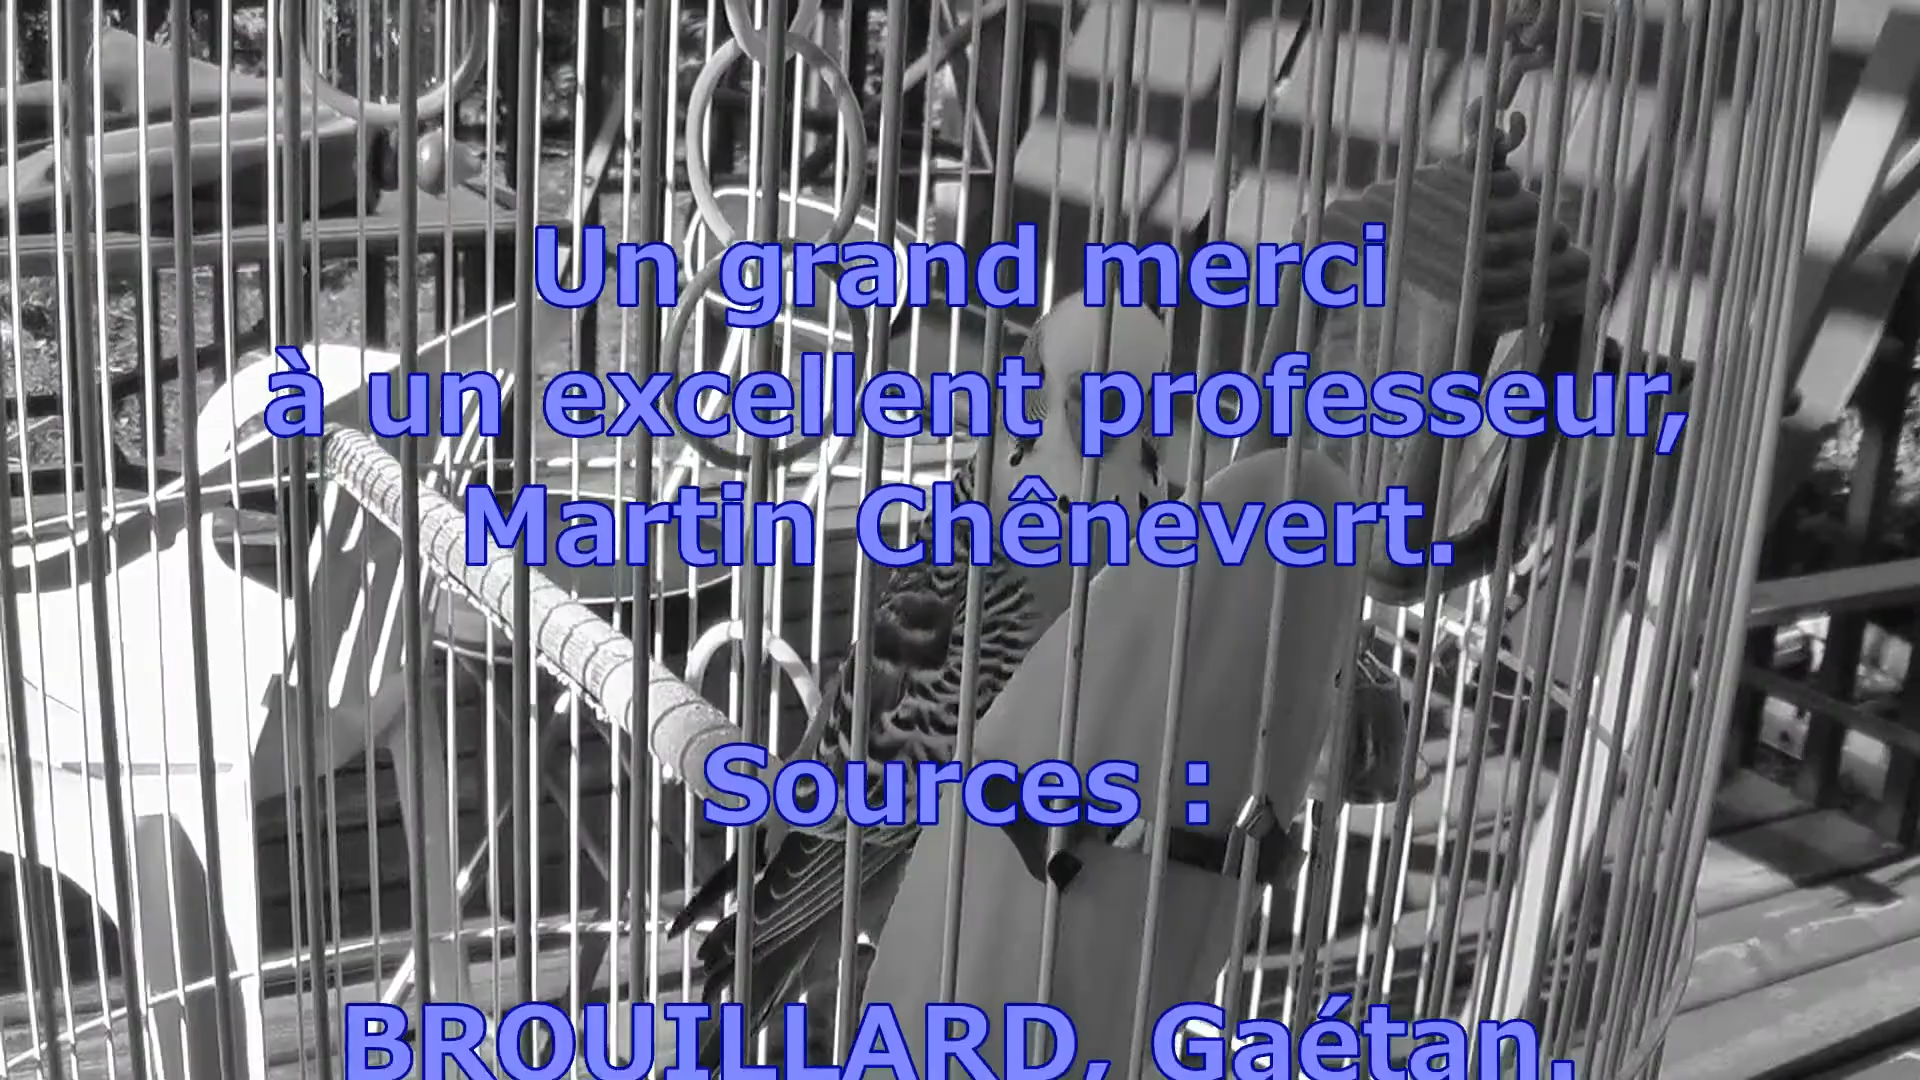 Un grand merci
à un excellent professeur,
Martin Chênevert.
Sources :
BROUILLARD, Gaétan.